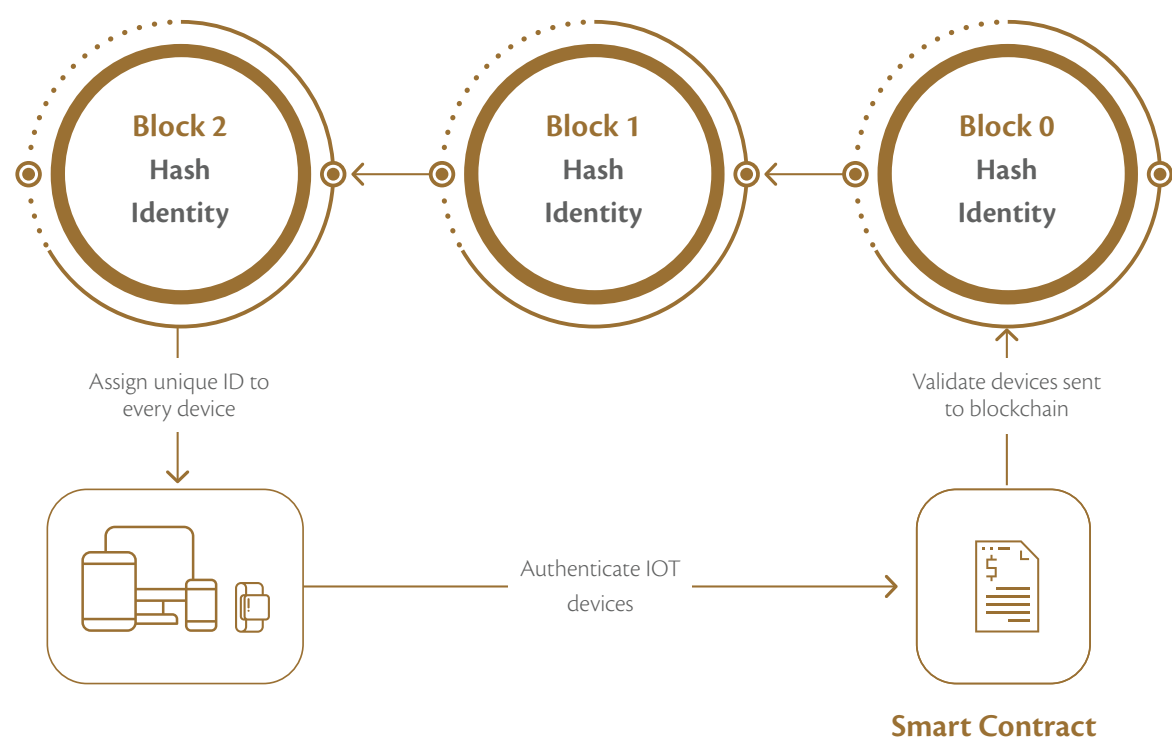 Block 2
Hash
Identity
Block 1
Hash
Identity
Block 0
Hash
Identity
Assign unique ID to
every device
Validate devices sent
to blockchain
Authenticate IOT
devices
$
Smart Contract